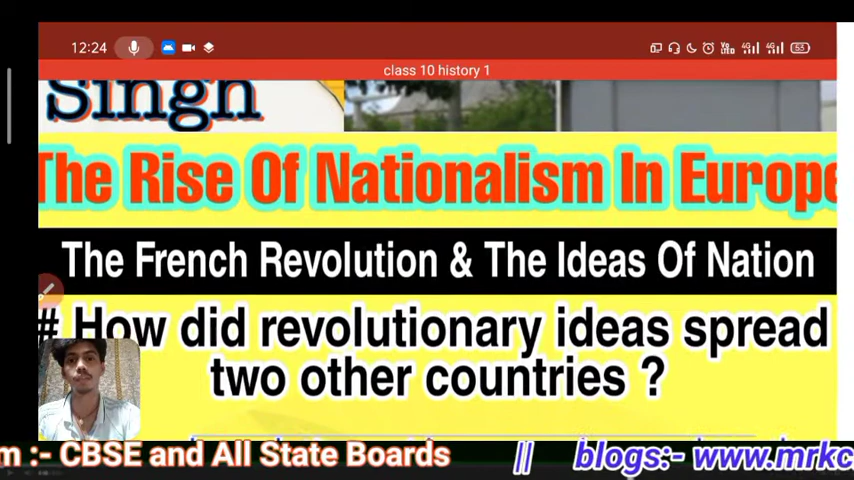 12:24
53
class 10 history 1
Singh
The Rise Of Nationalism In Europe
The French Revolution & The Ideas Of Nation
# How did revolutionary ideas spread
two other countries ?
m :- CBSE and All State Boards || blogs:- www.mrkc